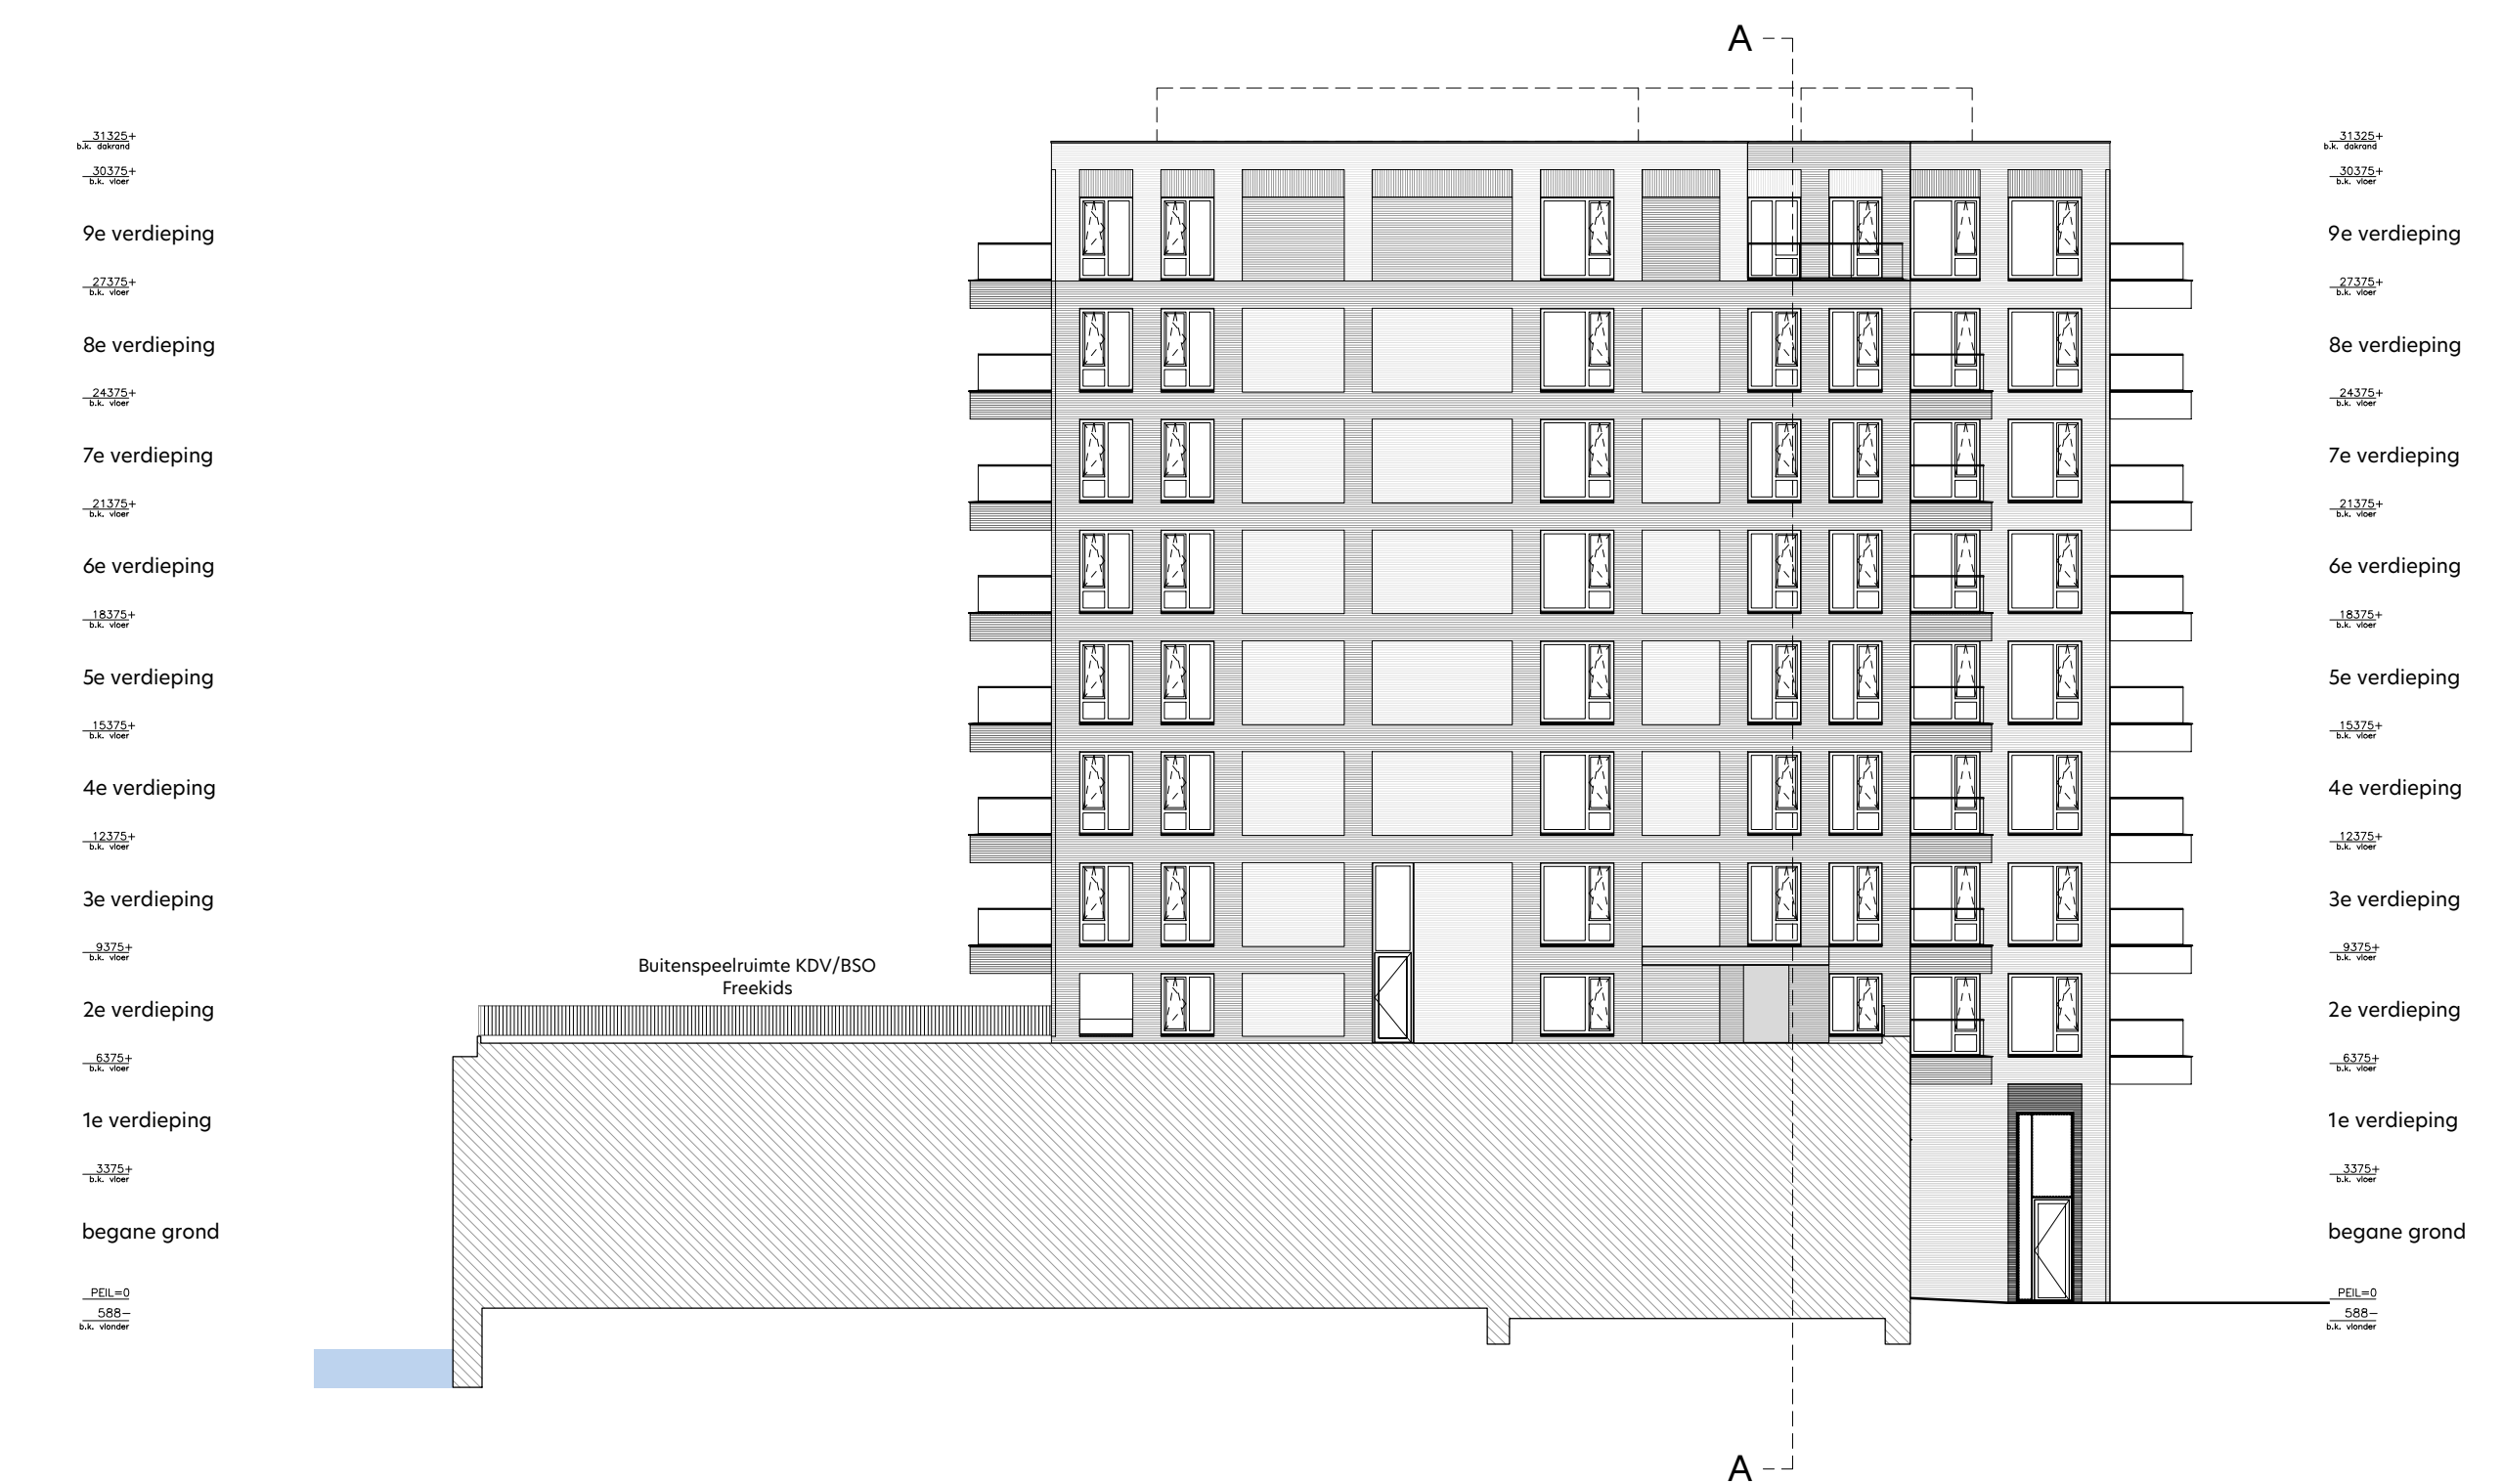 A
31325+
b.k. dakrand
31325+
b.k. dakrand
30375+
b.k. vloer
30375+
b.k. vloer
9e verdieping
9e verdieping
27375+
b.k. vloer
27375+
b.k. vloer
8e verdieping
8e verdieping
24375+
b.k. vloer
24375+
b.k. vloer
7e verdieping
7e verdieping
21375+
b.k. vloer
21375+
b.k. vloer
6e verdieping
6e verdieping
18375+
b.k. vloer
18375+
b.k. vloer
5e verdieping
5e verdieping
15375+
b.k. vloer
15375+
b.k. vloer
4e verdieping
4e verdieping
12375+
b.k. vloer
12375+
b.k. vloer
3e verdieping
3e verdieping
9375+
b.k. vloer
9375+
b.k. vloer
Buitenspeelruimte KDV/BSO
Freekids
2e verdieping
2e verdieping
6375+
b.k. vloer
6375+
b.k. vloer
1e verdieping
1e verdieping
3375+
b.k. vloer
3375+
b.k. vloer
begane grond
begane grond
PEIL=0
PEIL=0
588−
b.k. vlonder
588−
b.k. vlonder
A